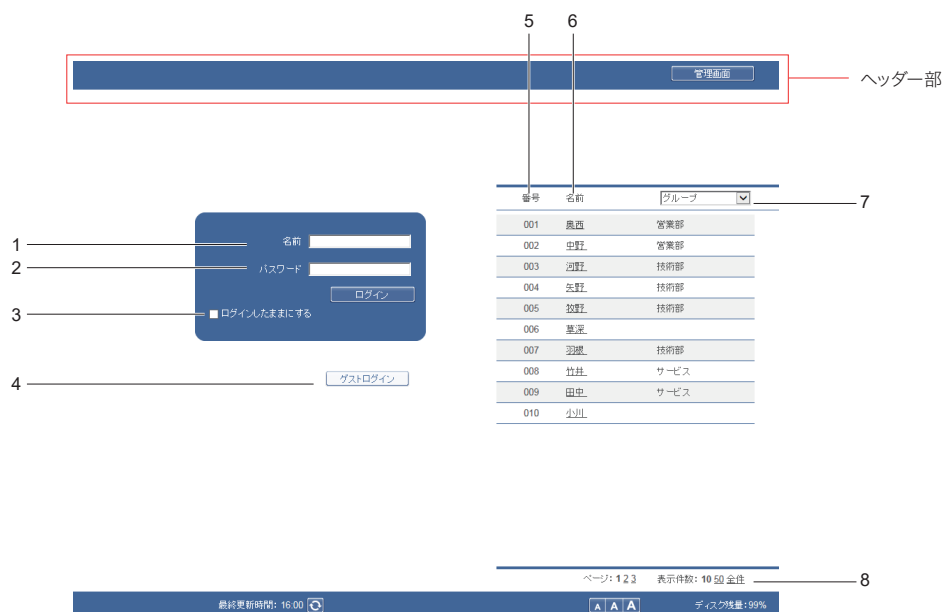 5 6
管理画面
ヘッダー部
番号 名前 グループ
7
001 奥西 営業部
002 中野 営業部
003 河野 技術部
004 矢野 技術部
005 牧野 技術部
006 草深
007 羽根 技術部
008 竹井 サービス
009 田中 サービス
010 小川
1 名前
2 パスワード
ログイン
3 ログインしたままにする
4 ゲストログイン
ページ: 1 2 3 表示件数: 10 50 全件
8
最終更新時間: 16:00 A A A ディスク残量:99%